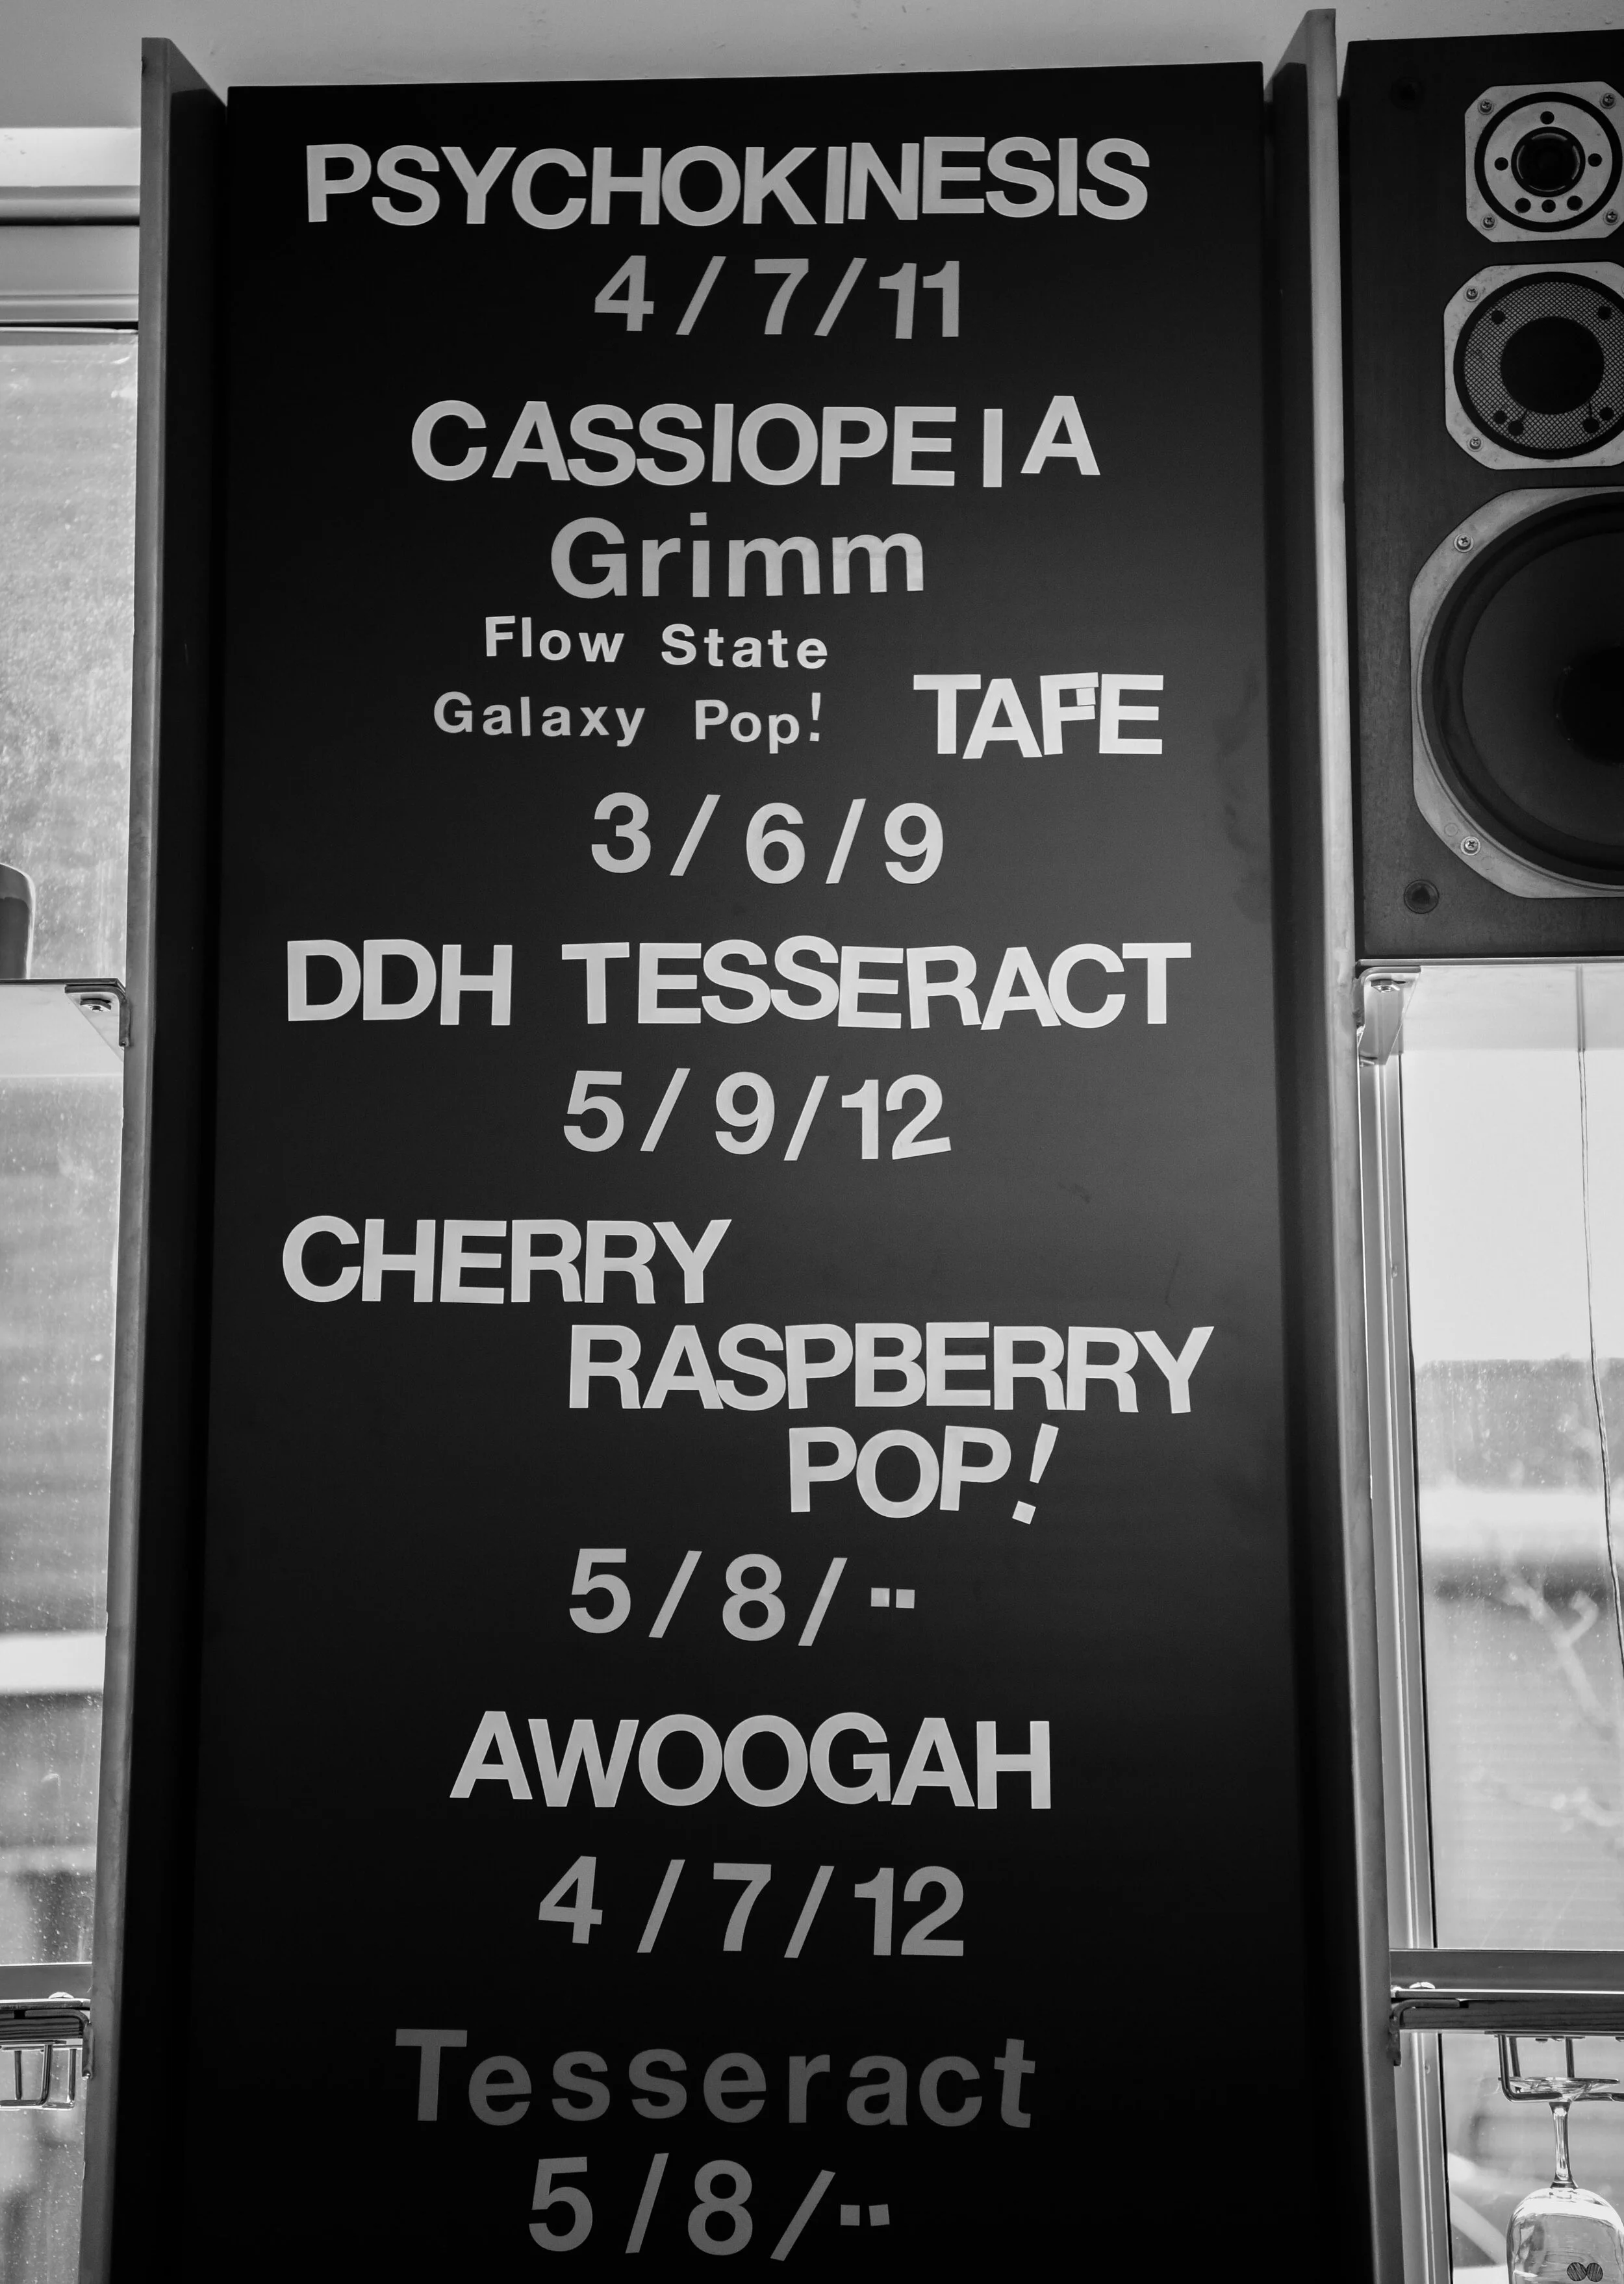 PSYCHOKINESIS
4/7/11
CASSIOPEIA
Grimm
Flow State
Galaxy Pop! TAPE
3/6/9
DDH TESSERACT
5/9/12
CHERRY
RASPBERRY
POP!
5/8/--
AWOOGAH
4/7/12
Tesseract
5/8/--